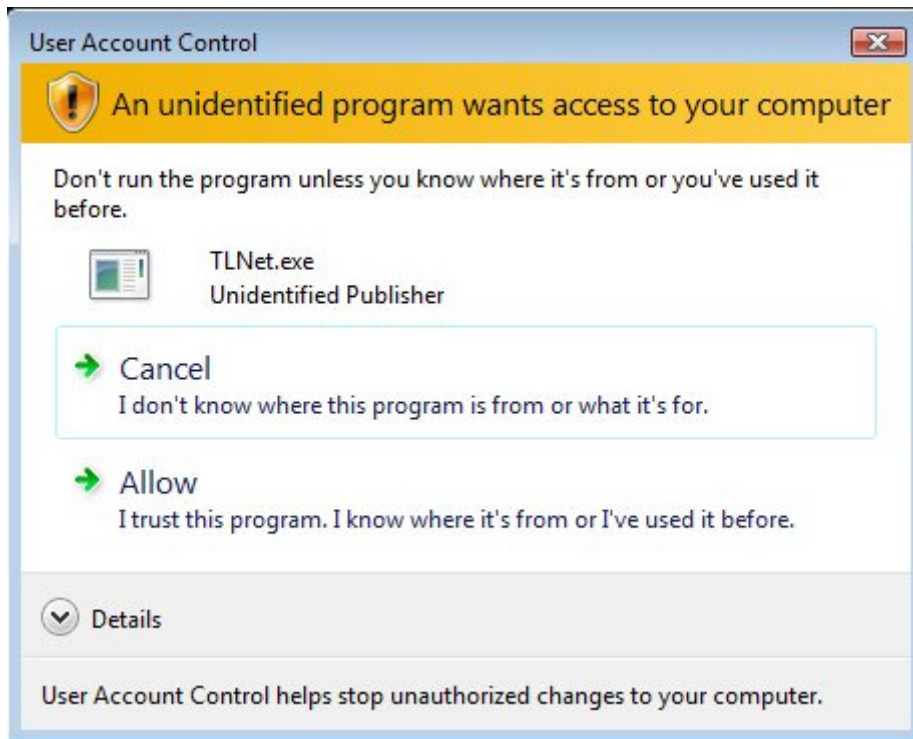 User Account Control
An unidentified program wants access to your computer
Don't run the program unless you know where it's from or you've used it
before.
TLNet.exe
Unidentified Publisher
Cancel
I don't know where this program is from or what it's for.
Allow
I trust this program. I know where it's from or I've used it before.
Details
User Account Control helps stop unauthorized changes to your computer.